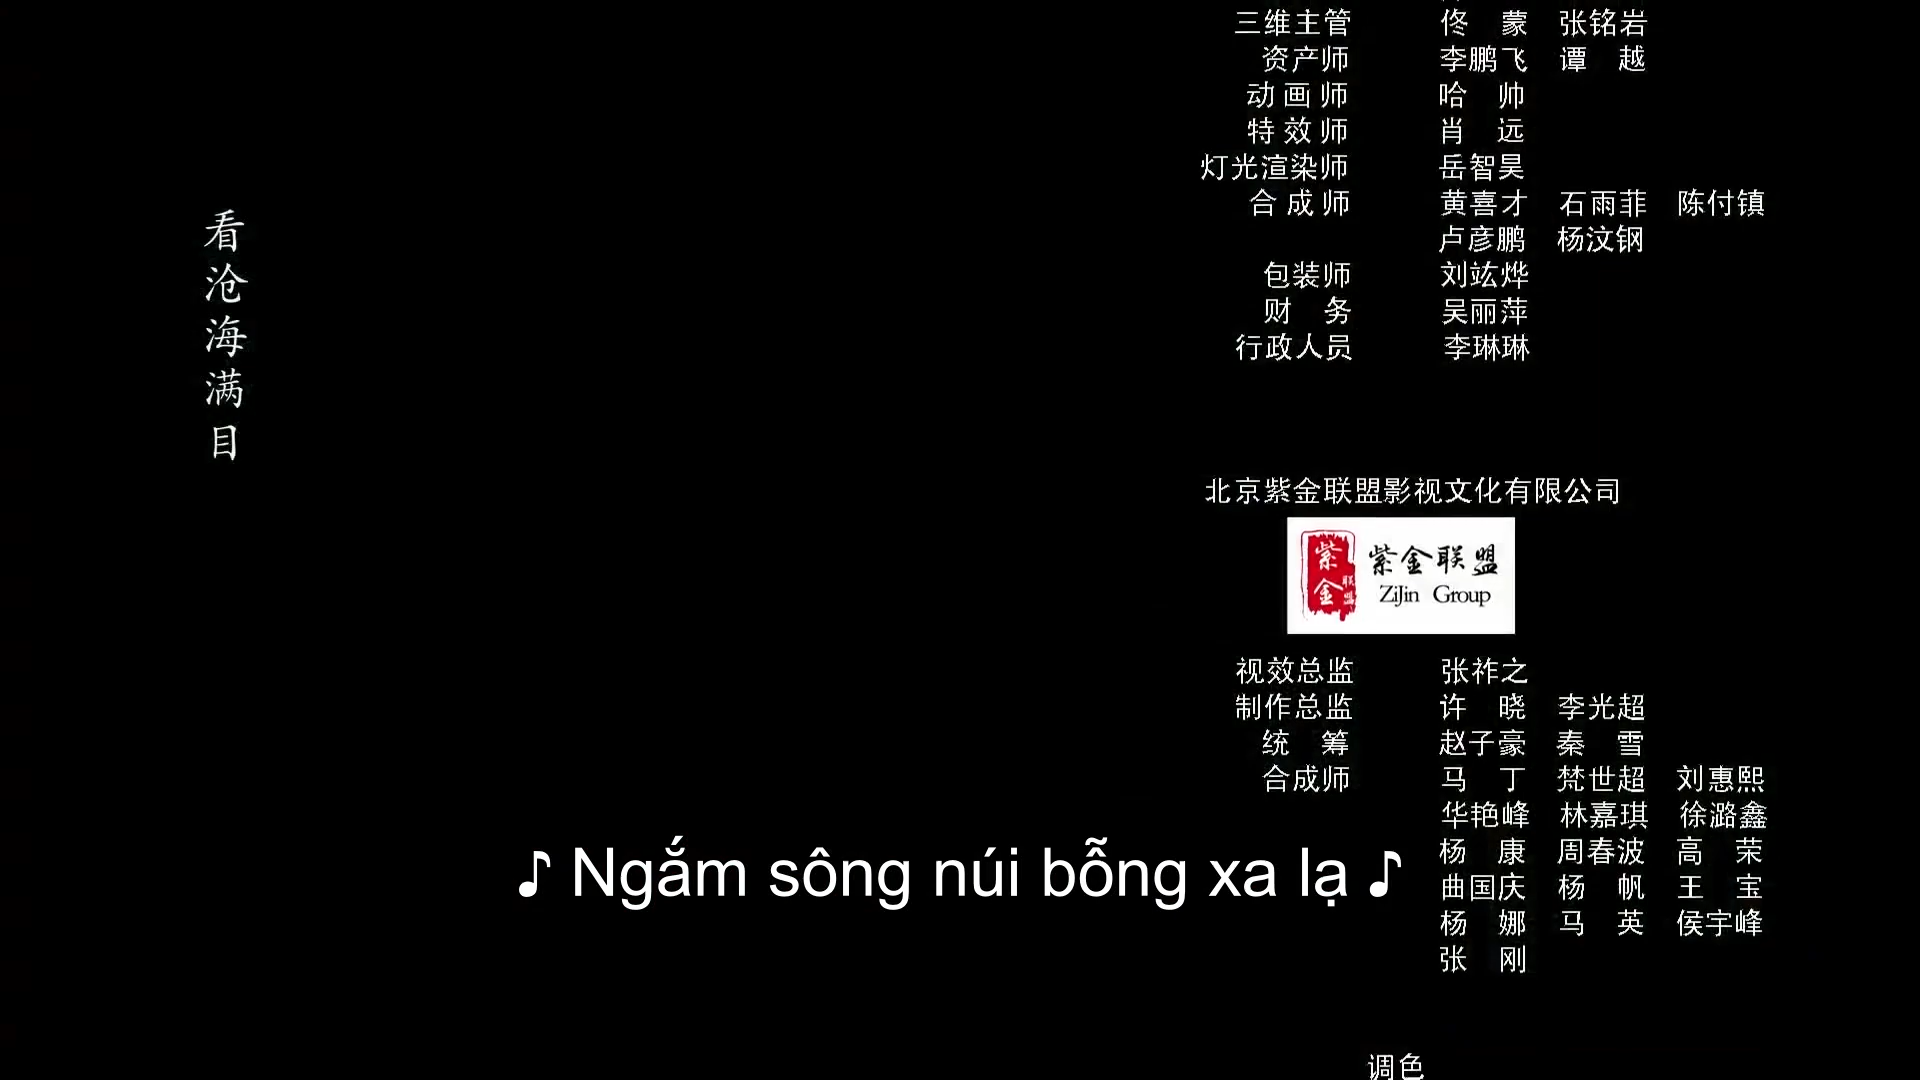 看沧海满目
三维主管 佟 蒙 张铭岩
资产师 李鹏飞 谭 越
动画师 哈 帅
特效师 肖 远
灯光渲染师 岳智昊
合成师 黄喜才 石雨菲 陈付镇
卢彦鹏 杨汶钢
包装师 刘竑烨
财 务 吴丽萍
行政人员 李琳琳
北京紫金联盟影视文化有限公司
紫金联盟
紫金联盟
ZiJin Group
视效总监 张祚之
制作总监 许 晓 李光超
统 筹 赵子豪 秦 雪
合成师 马 丁 梵世超 刘惠熙
华艳峰 林嘉琪 徐潞鑫
杨 康 周春波 高 荣
曲国庆 杨 帆 王 宝
杨 娜 马 英 侯宇峰
张 刚
♪ Ngắm sông núi bỗng xa lạ ♪
调色